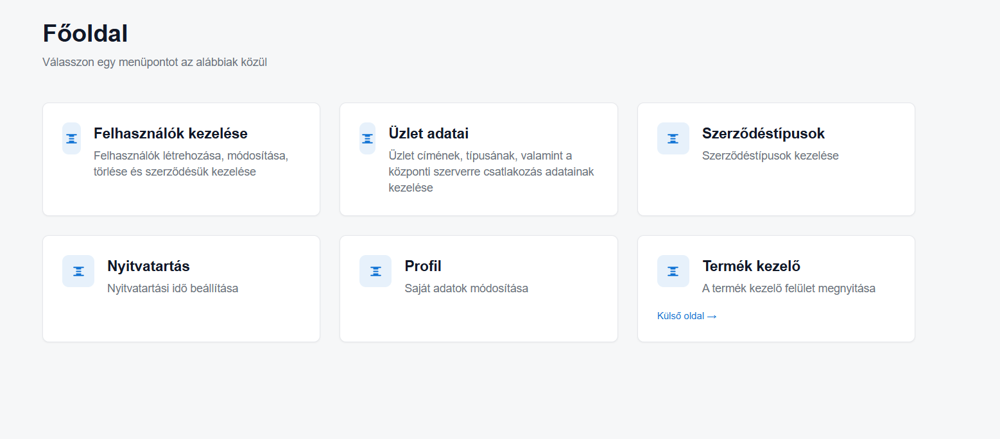 Főoldal
Válasszon egy menüpontot az alábbiak közül
Felhasználók kezelése
Felhasználók létrehozása, módosítása,
törlése és szerződésük kezelése
Üzlet adatai
Üzlet címének, típusának, valamint a
központi szerverre csatlakozás adatainak
kezelése
Szerződéstípusok
Szerződéstípusok kezelése
Nyitvatartás
Nyitvatartási idő beállítása
Profil
Saját adatok módosítása
Termék kezelő
A termék kezelő felület megnyitása
Külső oldal →